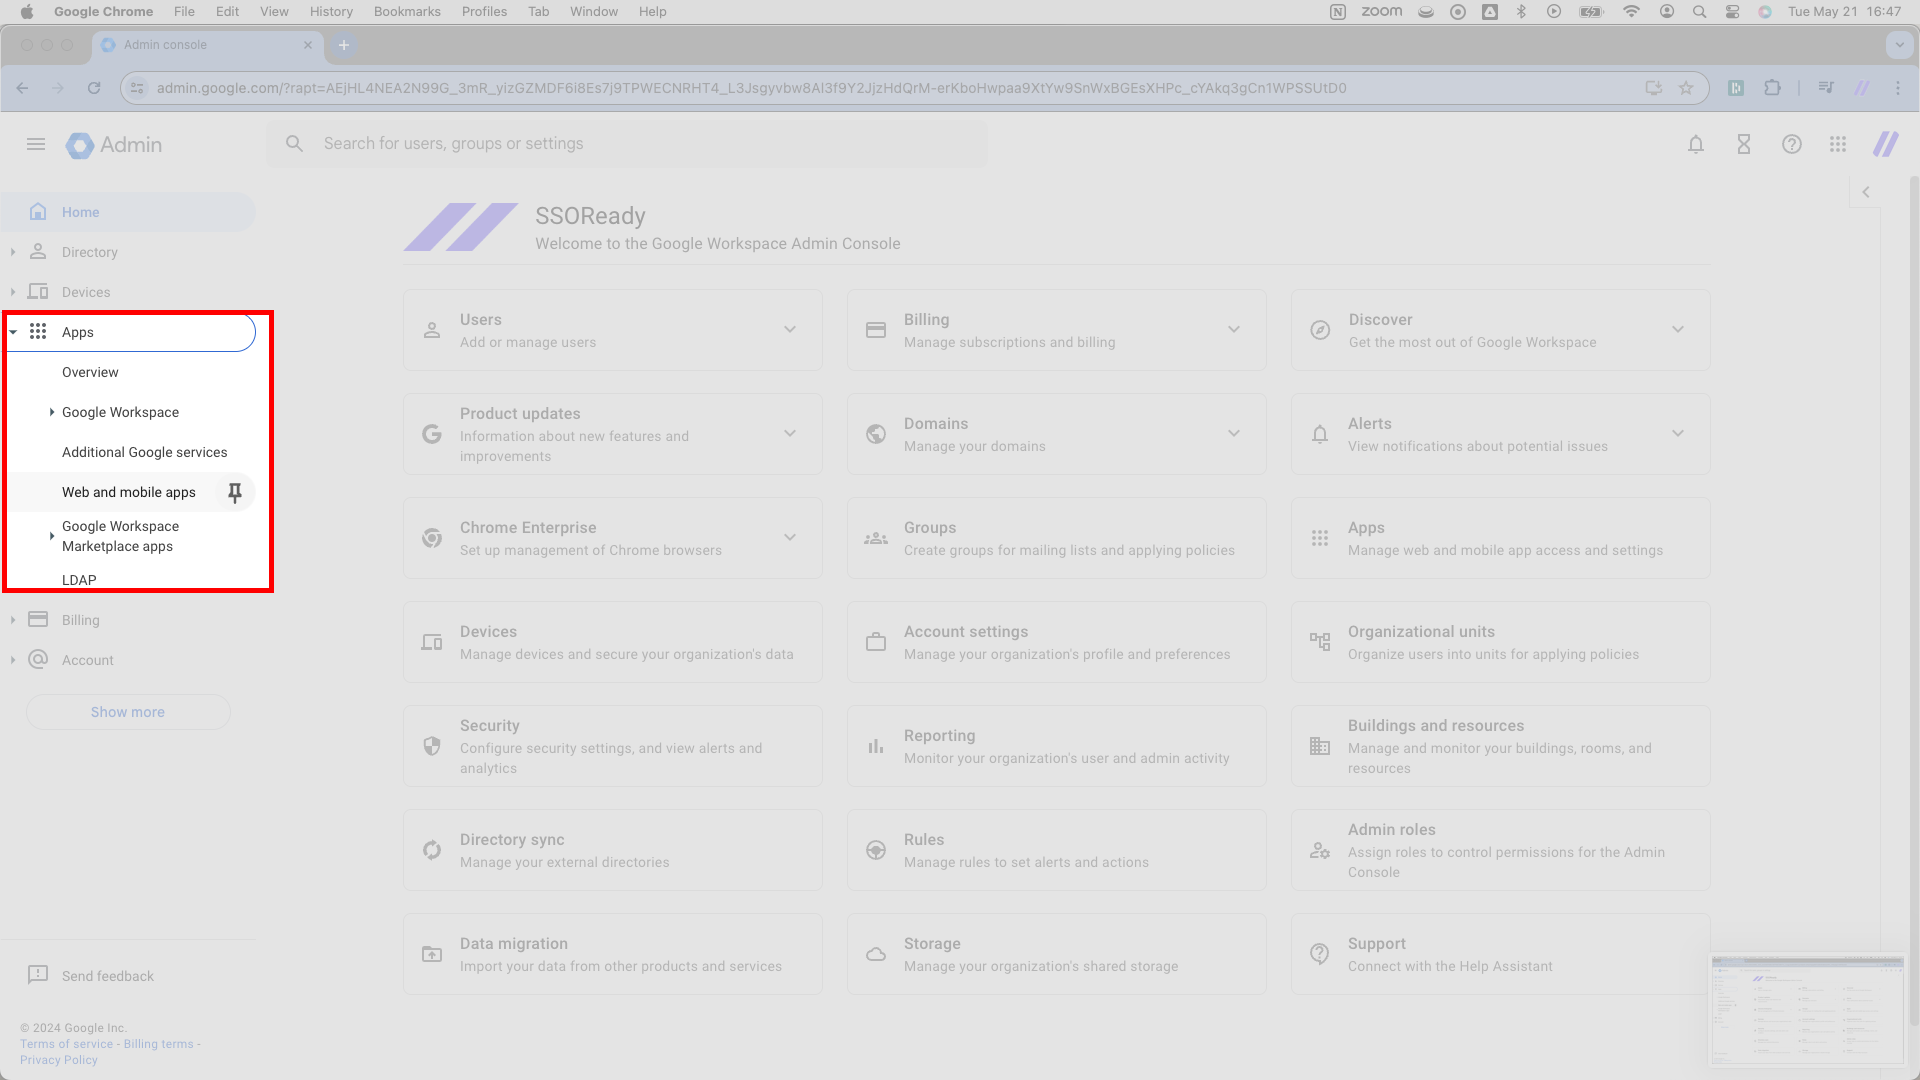 Google Chrome File Edit View History Bookmarks Profiles Tab Window Help zoom Tue May 21 16:47
Admin console
admin.google.com/?rapt=AEjHL4NEA2N99G_3mR_yizGZMDF6i8Es7j9TPWECNRHT4_L3Jsgyvbw8Al3f9Y2JjzHdQrM-erKboHwpaa9XtYw9SnWxBGEsXHPc_cYAkq3gCn1WPSSUtD0
Admin
Search for users, groups or settings
Home
Directory
Devices
Apps
Overview
Google Workspace
Additional Google services
Web and mobile apps
Google Workspace
Marketplace apps
LDAP
Billing
Account
Show more
Send feedback
© 2024 Google Inc.
Terms of service - Billing terms -
Privacy Policy
SSOReady
Welcome to the Google Workspace Admin Console
Users
Add or manage users
Billing
Manage subscriptions and billing
Discover
Get the most out of Google Workspace
Product updates
Information about new features and
improvements
Domains
Manage your domains
Alerts
View notifications about potential issues
Chrome Enterprise
Set up management of Chrome browsers
Groups
Create groups for mailing lists and applying policies
Apps
Manage web and mobile app access and settings
Devices
Manage devices and secure your organization's data
Account settings
Manage your organization's profile and preferences
Organizational units
Organize users into units for applying policies
Security
Configure security settings, and view alerts and
analytics
Reporting
Monitor your organization's user and admin activity
Buildings and resources
Manage and monitor your buildings, rooms, and
resources
Directory sync
Manage your external directories
Rules
Manage rules to set alerts and actions
Admin roles
Assign roles to control permissions for the Admin
Console
Data migration
Import your data from other products and services
Storage
Manage your organization's shared storage
Support
Connect with the Help Assistant